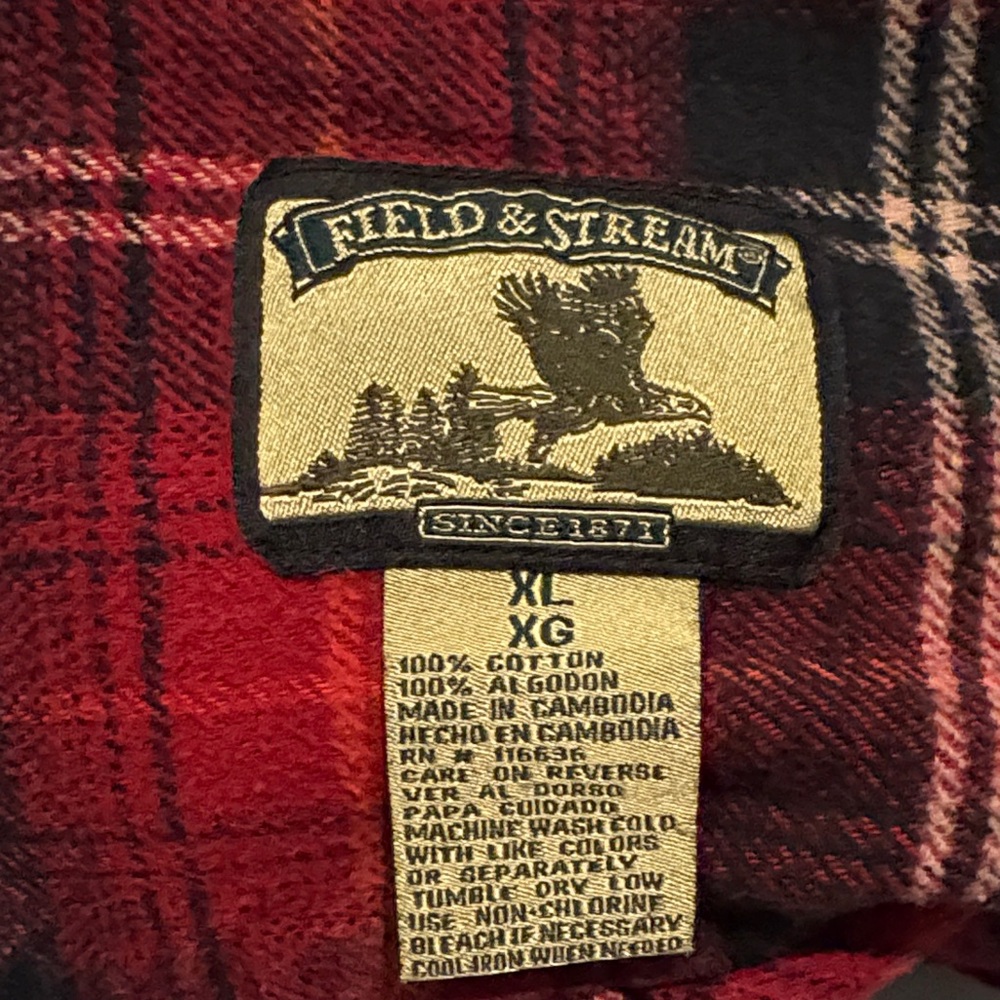 FIELD & STREAM®
SINCE 1871
XL
XG
100% COTTON
100% ALGODON
MADE IN CAMBODIA
HECHO EN CAMBODIA
RN # 116636
CARE ON REVERSE
VER AL DORSO
PAPA CUIDADO
MACHINE WASH COLD
WITH LIKE COLORS
OR SEPARATELY
TUMBLE DRY LOW
USE NON-CHLORINE
BLEACH IF NECESSARY
COOL IRON WHEN NEEDED